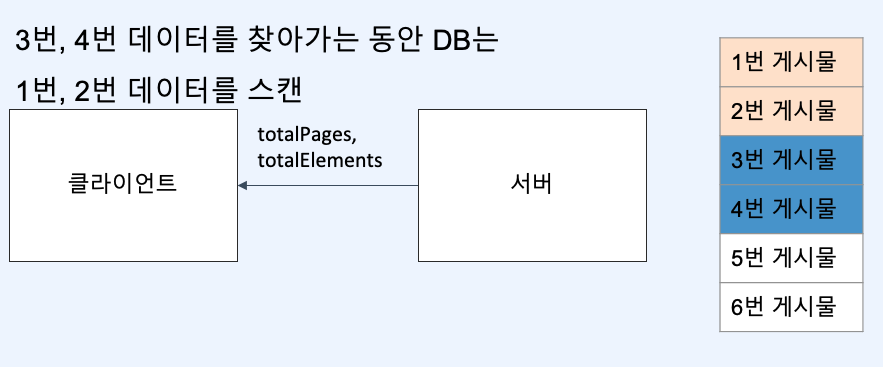 3번, 4번 데이터를 찾아가는 동안 DB는
1번, 2번 데이터를 스캔
클라이언트
totalPages,
totalElements
서버
1번 게시물
2번 게시물
3번 게시물
4번 게시물
5번 게시물
6번 게시물